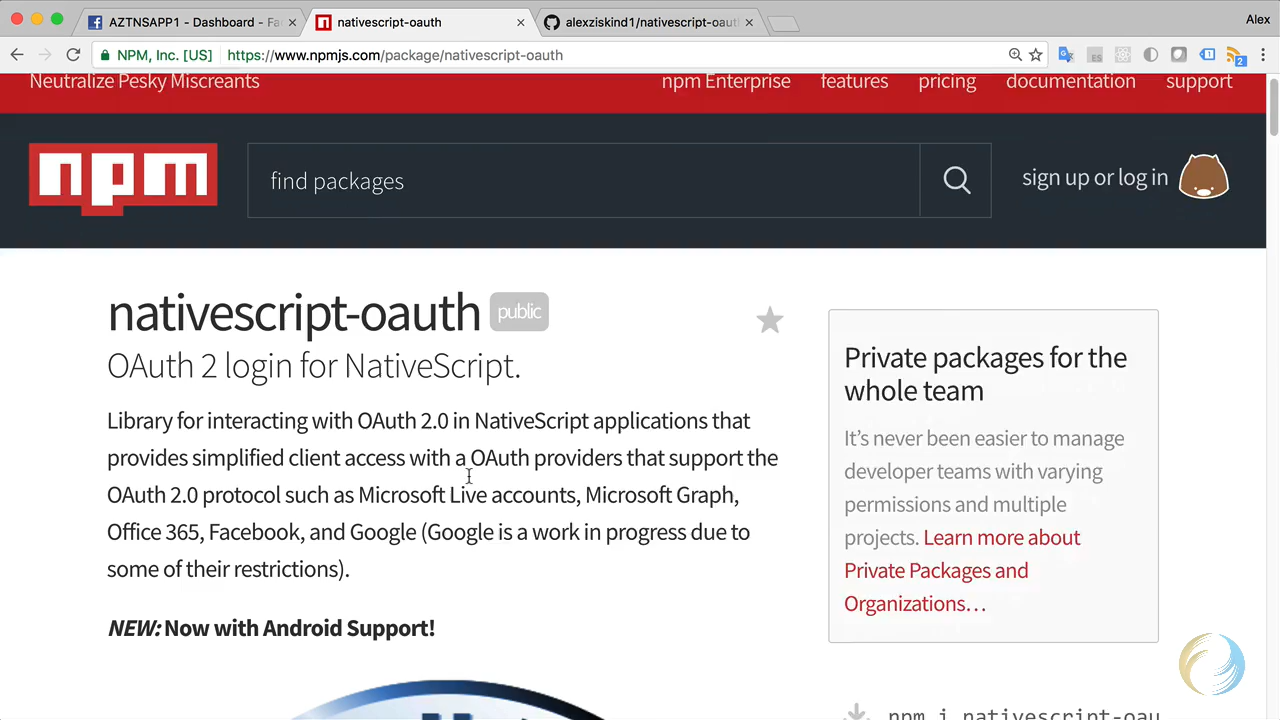 AZTNSAPP1 - Dashboard - Fa
nativescript-oauth
alexziskind1/nativescript-oaut
Alex
NPM, Inc. [US]
https://www.npmjs.com/package/nativescript-oauth
ES
1
2
Neutralize Pesky Miscreants
npm Enterprise
features
pricing
documentation
support
npm
find packages
sign up or log in
nativescript-oauth public
OAuth 2 login for NativeScript.
Library for interacting with OAuth 2.0 in NativeScript applications that
provides simplified client access with a OAuth providers that support the
OAuth 2.0 protocol such as Microsoft Live accounts, Microsoft Graph,
Office 365, Facebook, and Google (Google is a work in progress due to
some of their restrictions).
NEW: Now with Android Support!
Private packages for the
whole team
It's never been easier to manage
developer teams with varying
permissions and multiple
projects. Learn more about
Private Packages and
Organizations…
npm i nativescript-oau